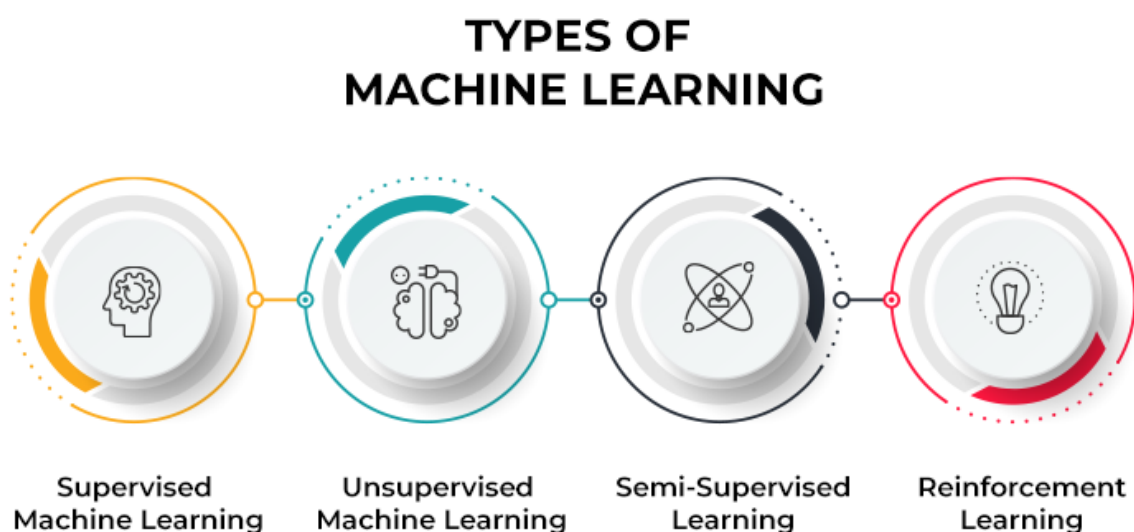 TYPES OF
MACHINE LEARNING
Supervised
Machine Learning
Unsupervised
Machine Learning
Semi-Supervised
Learning
Reinforcement
Learning